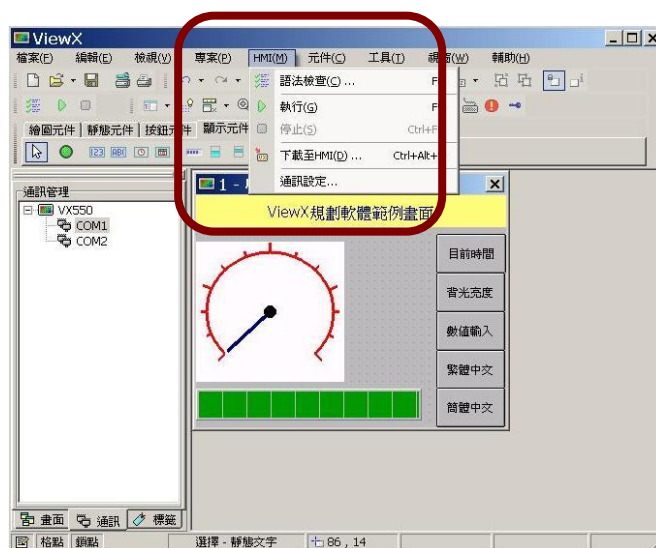 ViewX
檔案(F) 編輯(E) 檢視(V) 專案(P) HMI(M) 元件(C) 工具(T) 視窗(W) 輔助(H)
語法檢查(C) ... F
執行(G) F
停止(S) Ctrl+F
下載至HMI(D) ... Ctrl+Alt+
通訊設定...
繪圖元件 靜態元件 按鈕元件 顯示元件
123 ABI
通訊管理
VX550
COM1
COM2
1 -
ViewX規劃軟體範例畫面
目前時間
背光亮度
數值輸入
繁體中文
簡體中文
畫面 通訊 標籤
格點 鎖點 選擇 - 靜態文字 86 , 14